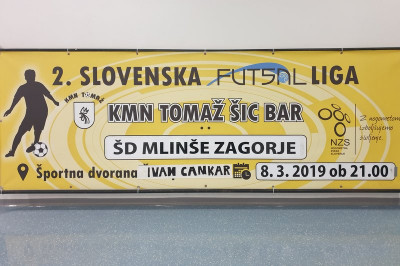 2. SLOVENSKA FUTSAL LIGA
KMN TOMAŽ
KMN TOMAŽ ŠIC BAR
ŠD MLINŠE ZAGORJE
NZS
Z nogometom
izboljšujemo
življenje.
Športna dvorana IVAN CANKAR 8.3.2019 ob 21.00